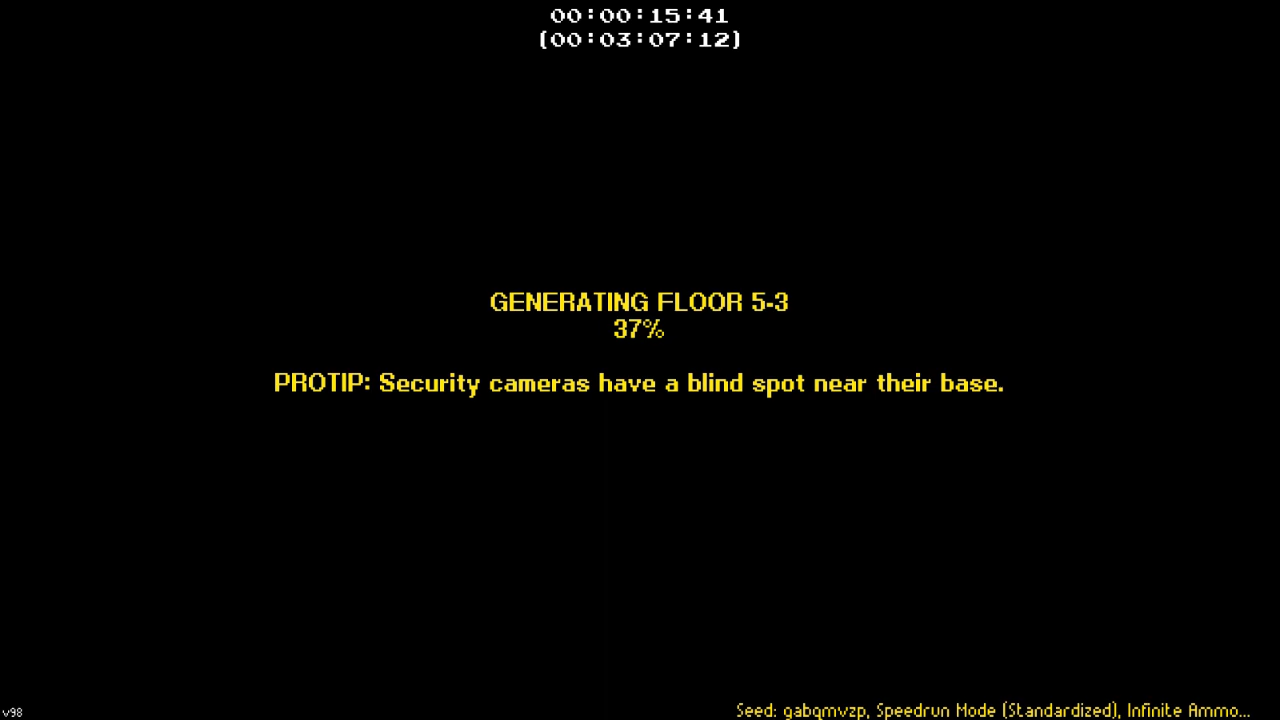 00:00:15:41
(00:03:07:12)
GENERATING FLOOR 5-3
37%
PROTIP: Security cameras have a blind spot near their base.
v98
Seed: gabqmvzp, Speedrun Mode (Standardized), Infinite Ammo...